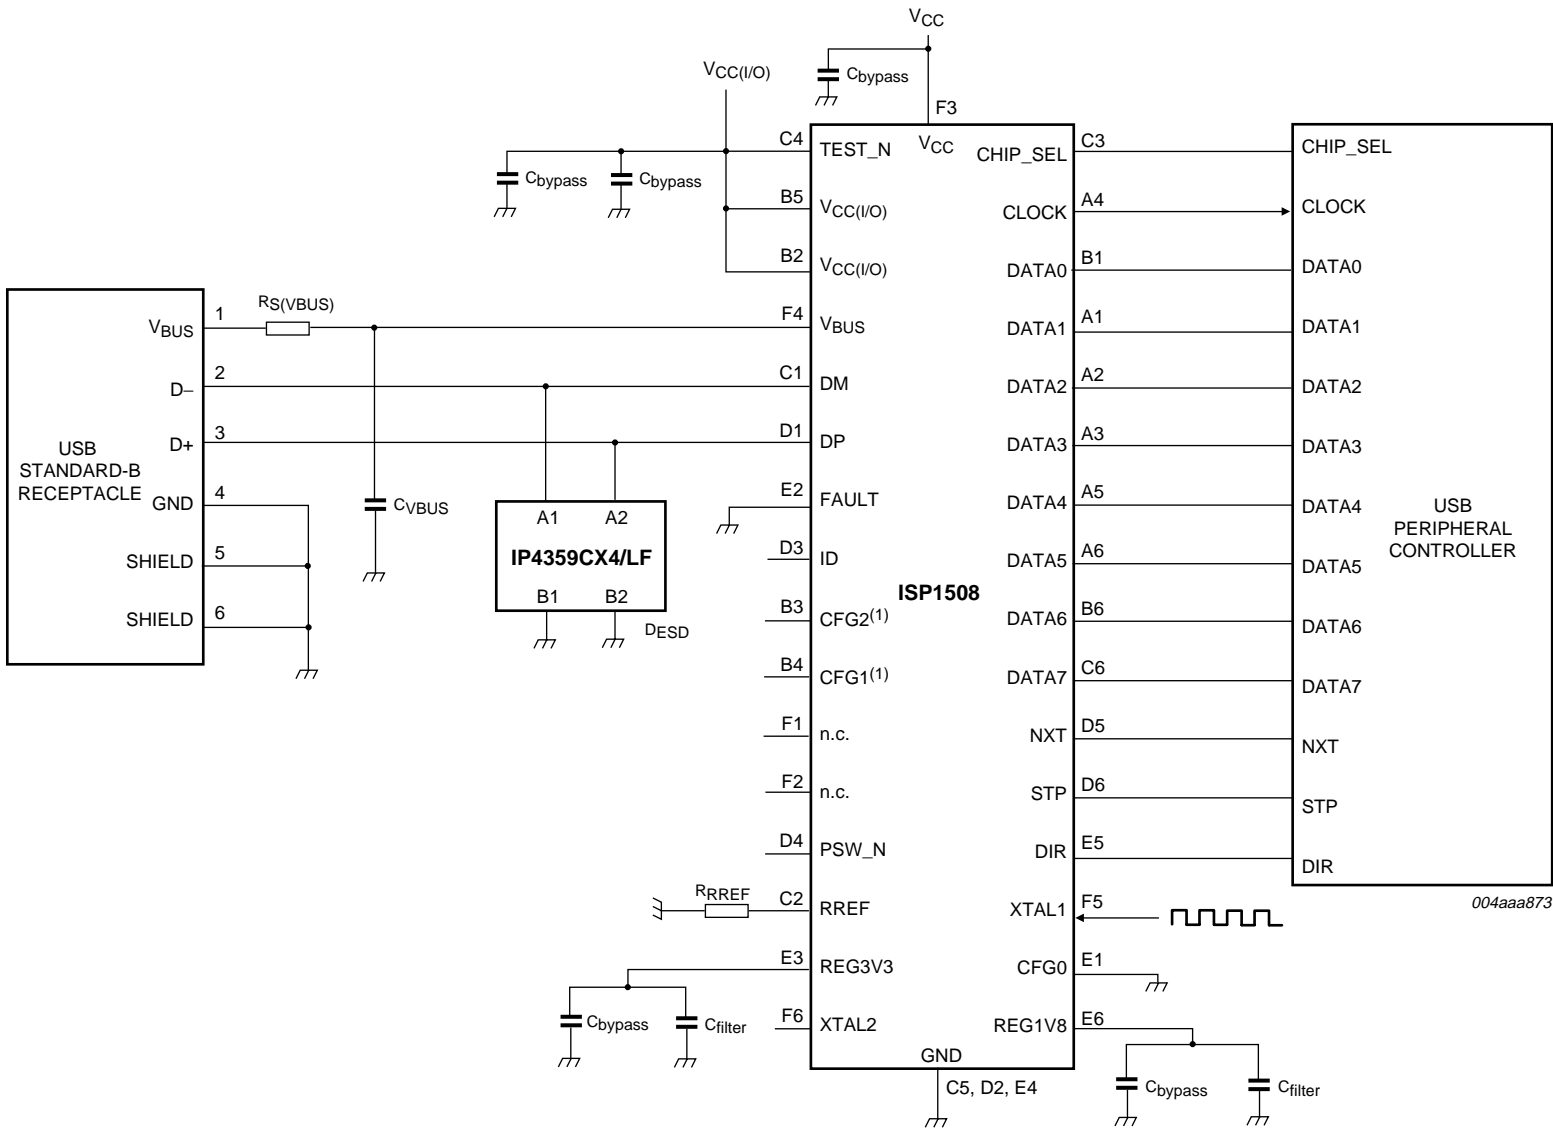 VCC
VCC(I/O)
Cbypass
F3
Cbypass
Cbypass
C4
TEST_N
VCC
CHIP_SEL
C3
CHIP_SEL
B5
VCC(I/O)
CLOCK
A4
CLOCK
B2
VCC(I/O)
DATA0
B1
DATA0
VBUS
1
RS(VBUS)
F4
VBUS
DATA1
A1
DATA1
D–
2
C1
DM
DATA2
A2
DATA2
D+
3
D1
DP
DATA3
A3
DATA3
USB
STANDARD-B
RECEPTACLE
GND
4
CVBUS
E2
FAULT
DATA4
A5
DATA4
USB
PERIPHERAL
CONTROLLER
SHIELD
5
A1 A2
IP4359CX4/LF
B1 B2
DESD
D3
ID
DATA5
A6
DATA5
ISP1508
SHIELD
6
B3
CFG2(1)
DATA6
B6
DATA6
B4
CFG1(1)
DATA7
C6
DATA7
F1
n.c.
NXT
D5
NXT
F2
n.c.
STP
D6
STP
D4
PSW_N
DIR
E5
DIR
RRREF
C2
RREF
XTAL1
F5
004aaa873
E3
REG3V3
CFG0
E1
Cbypass
Cfilter
F6
XTAL2
REG1V8
E6
GND
C5, D2, E4
Cbypass
Cfilter